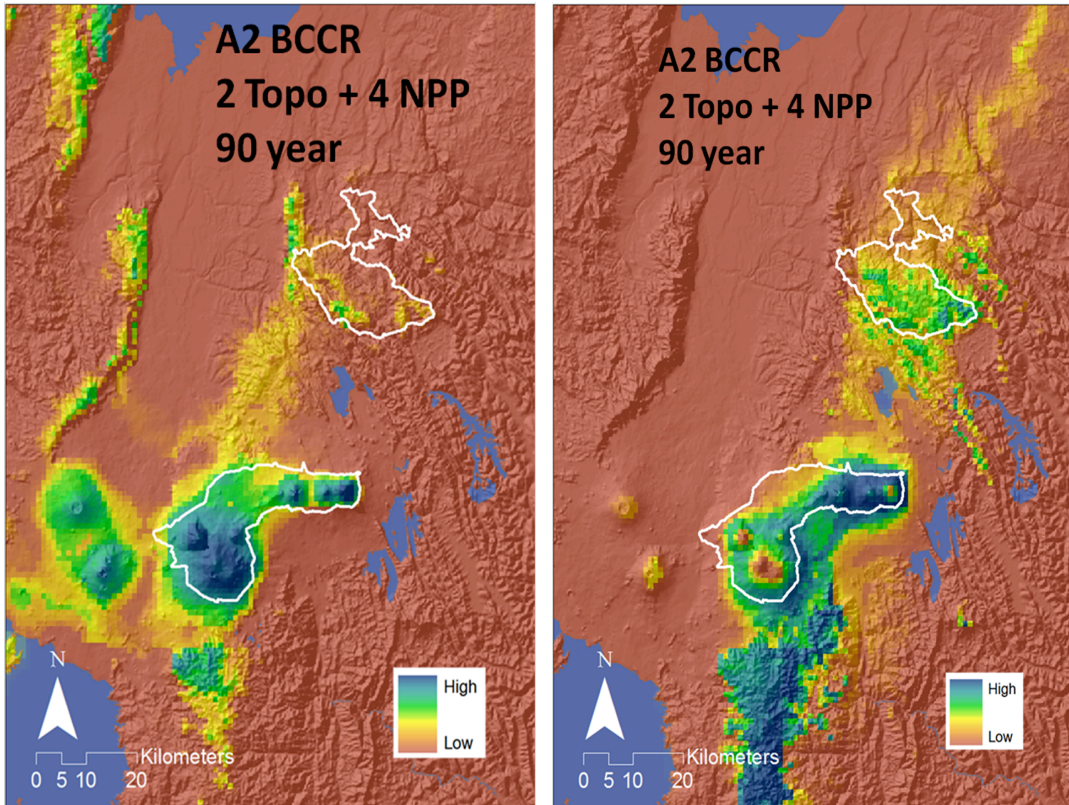 A2 BCCR
2 Topo + 4 NPP
90 year
N
High
Low
Kilometers
0 5 10 20
A2 BCCR
2 Topo + 4 NPP
90 year
N
High
Low
Kilometers
0 5 10 20